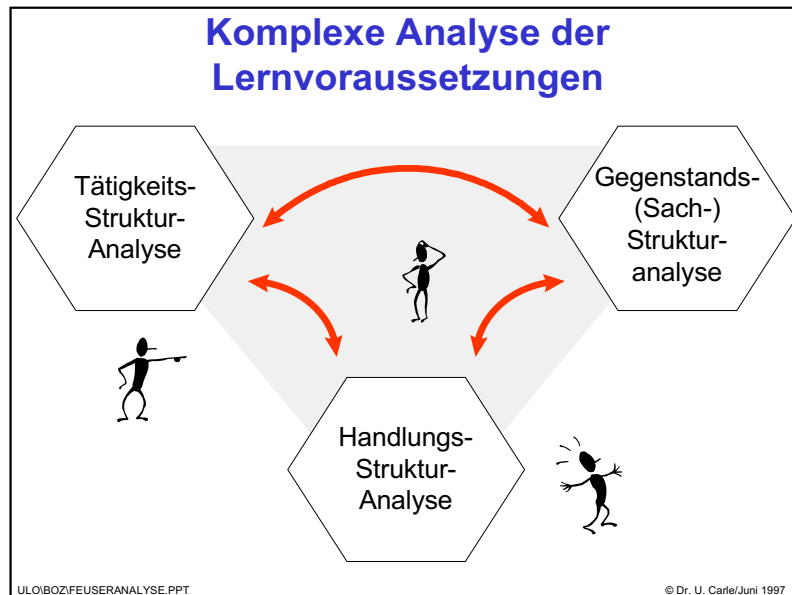 Komplexe Analyse der
Lernvoraussetzungen
Tätigkeits-
Struktur-
Analyse
Gegenstands-
(Sach-)
Struktur-
analyse
Handlungs-
Struktur-
Analyse
ULO\BOZ\FEUSERANALYSE.PPT
© Dr. U. Carle/Juni 1997